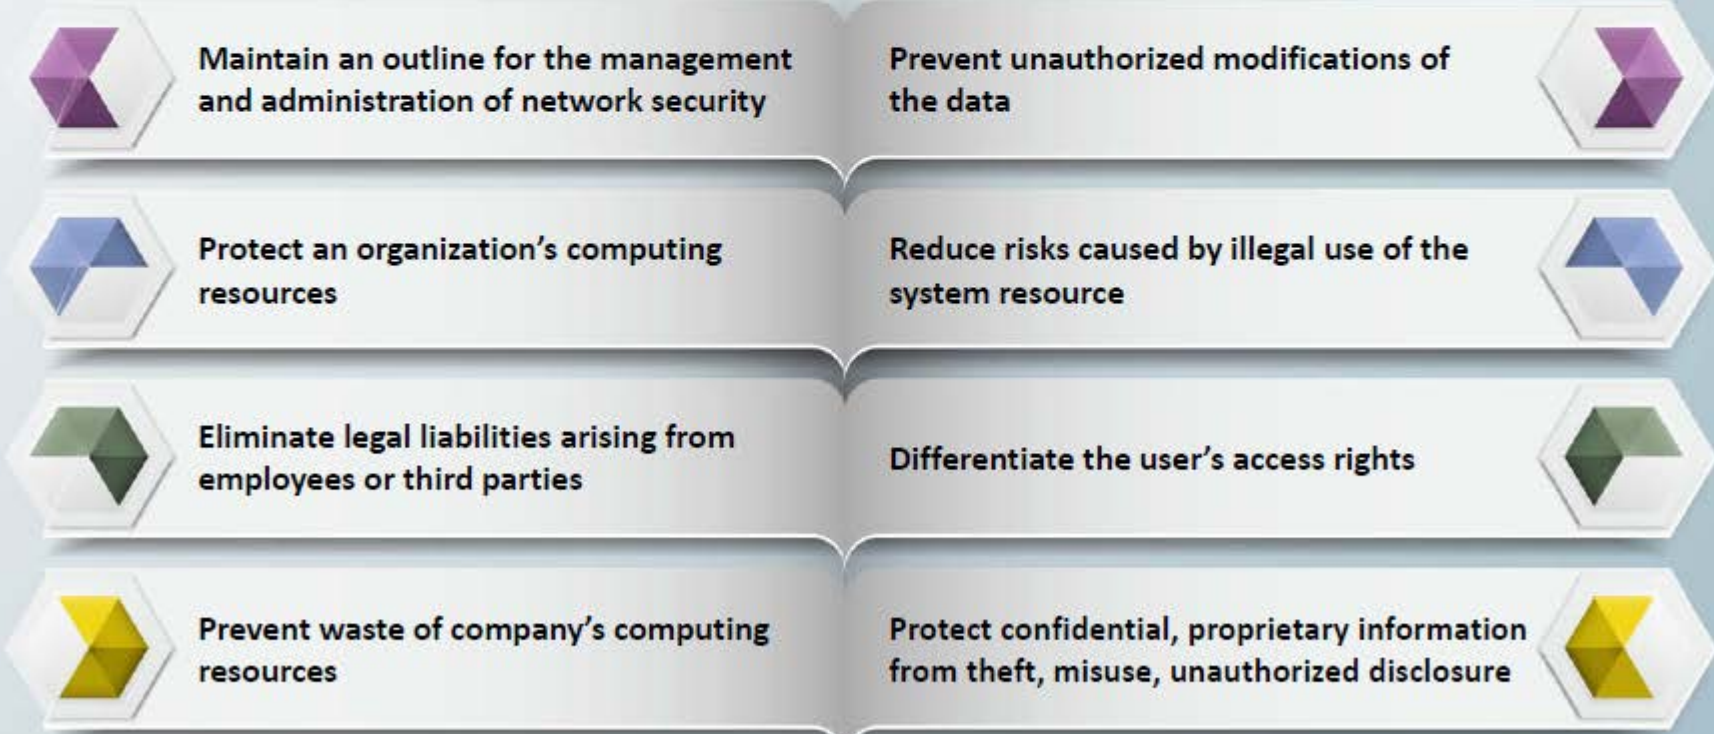 Maintain an outline for the management
and administration of network security
Prevent unauthorized modifications of
the data
Protect an organization’s computing
resources
Reduce risks caused by illegal use of the
system resource
Eliminate legal liabilities arising from
employees or third parties
Differentiate the user’s access rights
Prevent waste of company’s computing
resources
Protect confidential, proprietary information
from theft, misuse, unauthorized disclosure